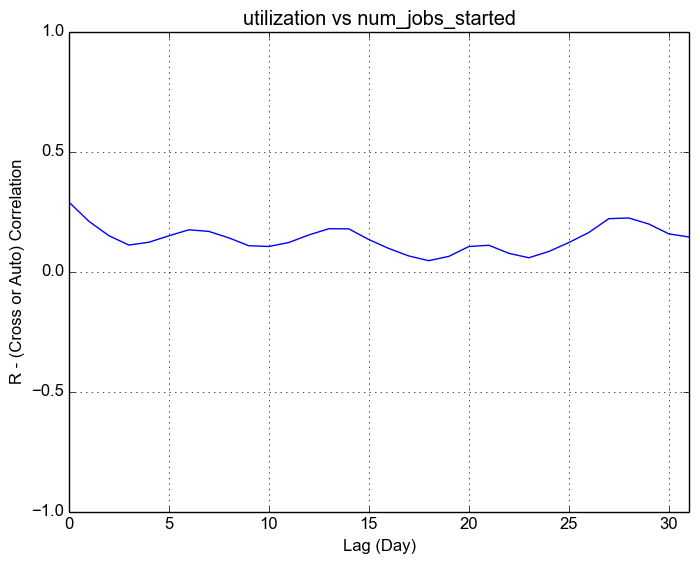 utilization vs num_jobs_started
1.0
0.5
0.0
−0.5
−1.0
R - (Cross or Auto) Correlation
0 5 10 15 20 25 30
Lag (Day)